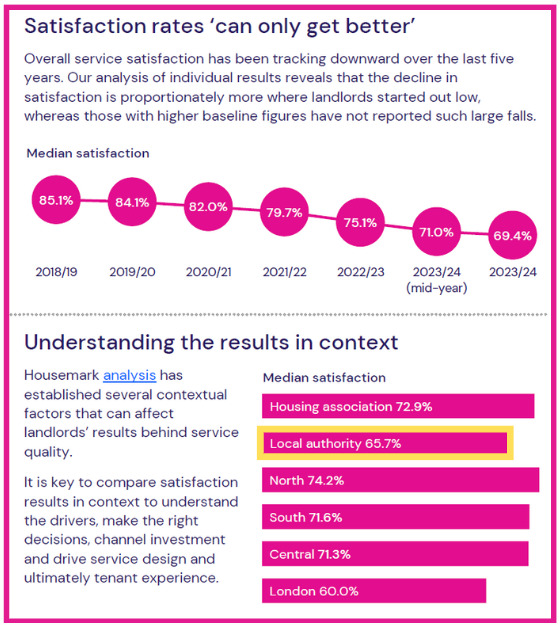 Satisfaction rates ‘can only get better’
Overall service satisfaction has been tracking downward over the last five
years. Our analysis of individual results reveals that the decline in
satisfaction is proportionately more where landlords started out low,
whereas those with higher baseline figures have not reported such large falls.
Median satisfaction
85.1% 84.1% 82.0% 79.7% 75.1% 71.0% 69.4%
2018/19 2019/20 2020/21 2021/22 2022/23 2023/24 2023/24
(mid-year)
Understanding the results in context
Housemark analysis has
established several contextual
factors that can affect
landlords’ results behind service
quality.
It is key to compare satisfaction
results in context to understand
the drivers, make the right
decisions, channel investment
and drive service design and
ultimately tenant experience.
Median satisfaction
Housing association 72.9%
Local authority 65.7%
North 74.2%
South 71.6%
Central 71.3%
London 60.0%